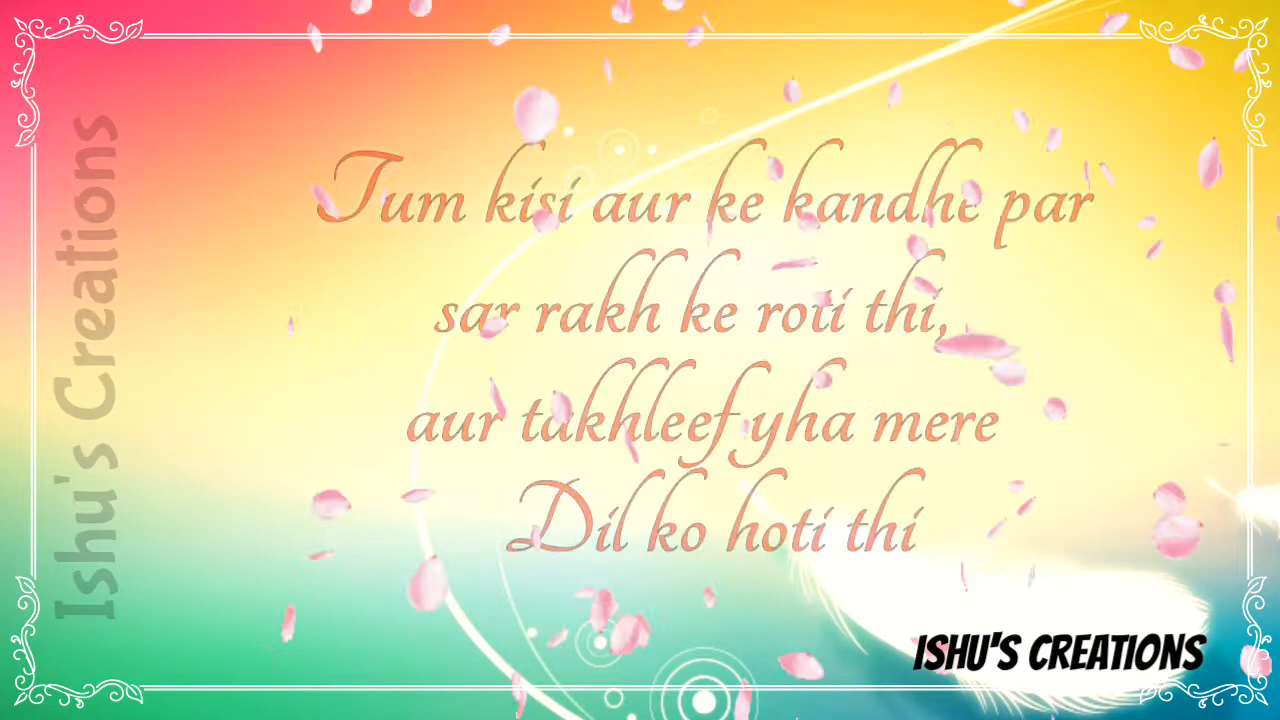 Ishu's Creations
Tum kisi aur ke kandhe par
sar rakh ke roti thi,
aur takhleef yha mere
Dil ko hoti thi
ISHU'S CREATIONS